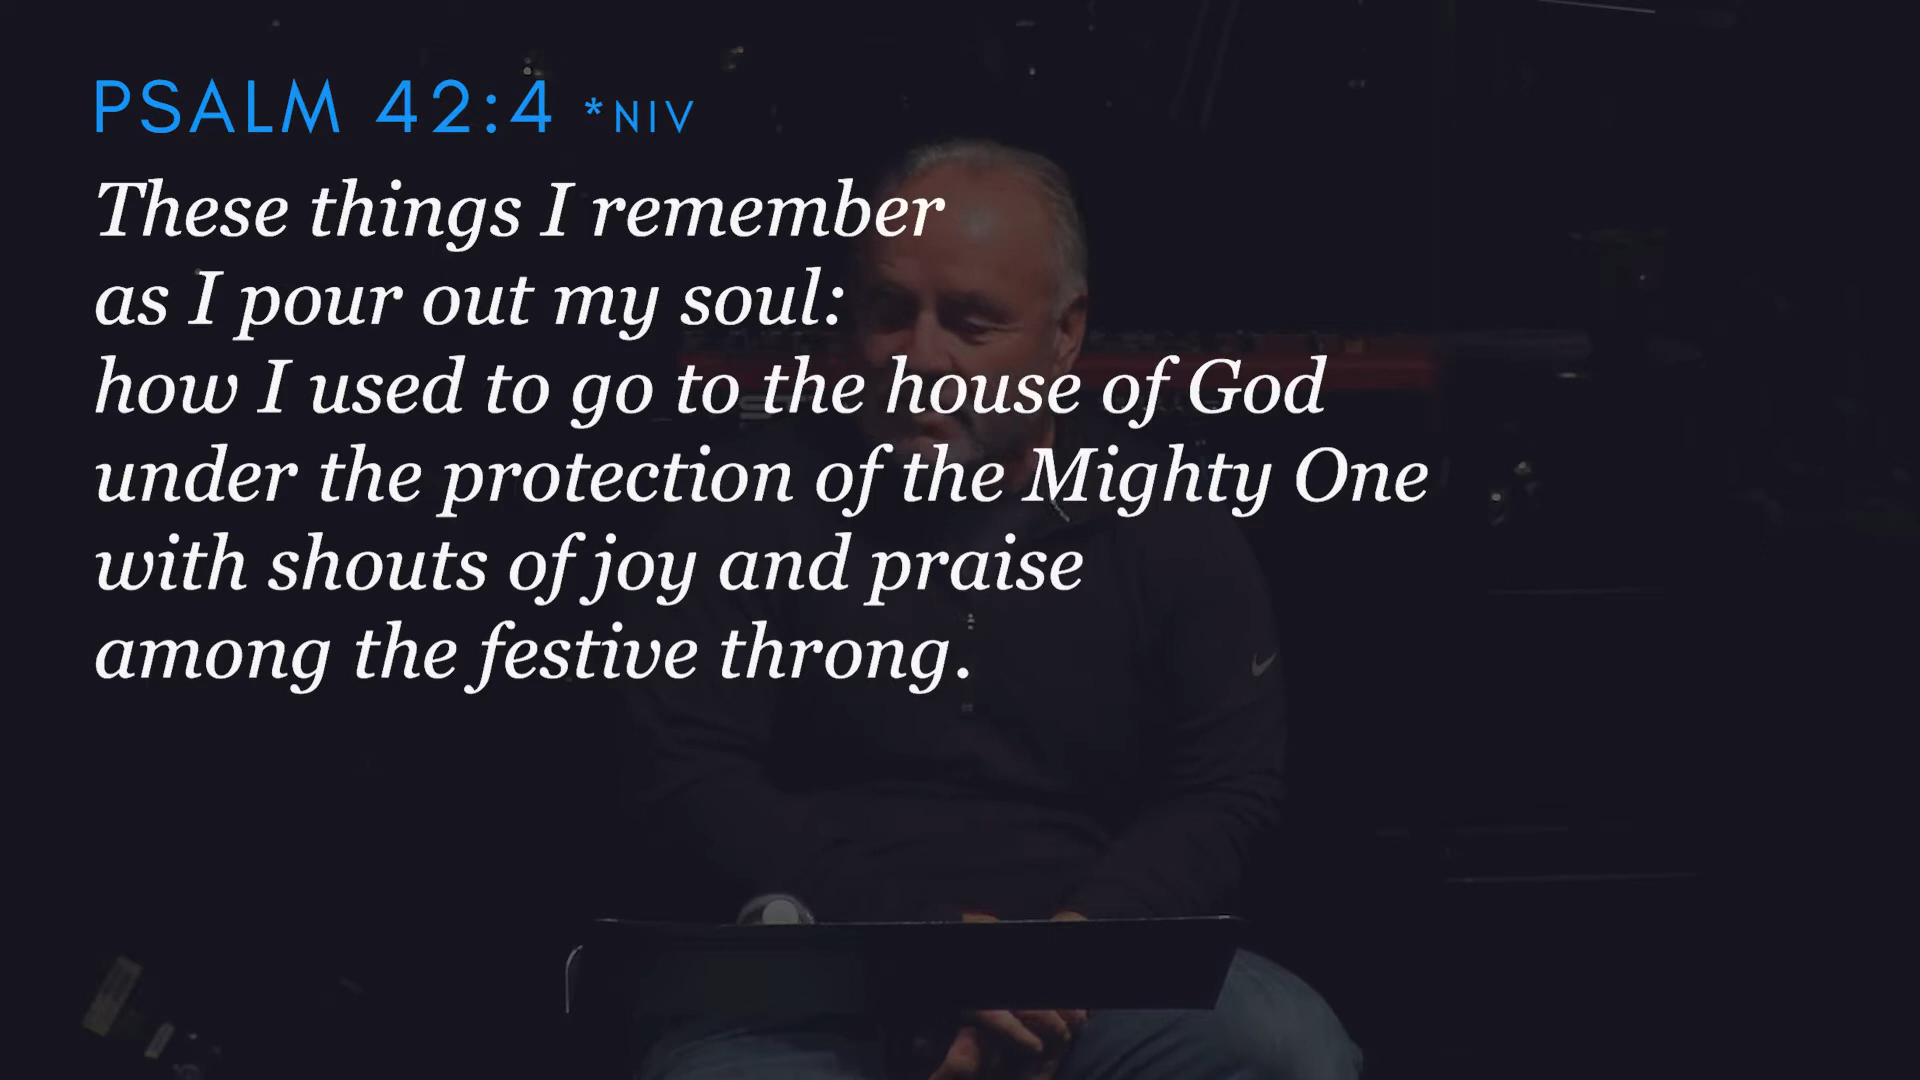 PSALM 42:4 *NIV
These things I remember
as I pour out my soul:
how I used to go to the house of God
under the protection of the Mighty One
with shouts of joy and praise
among the festive throng.